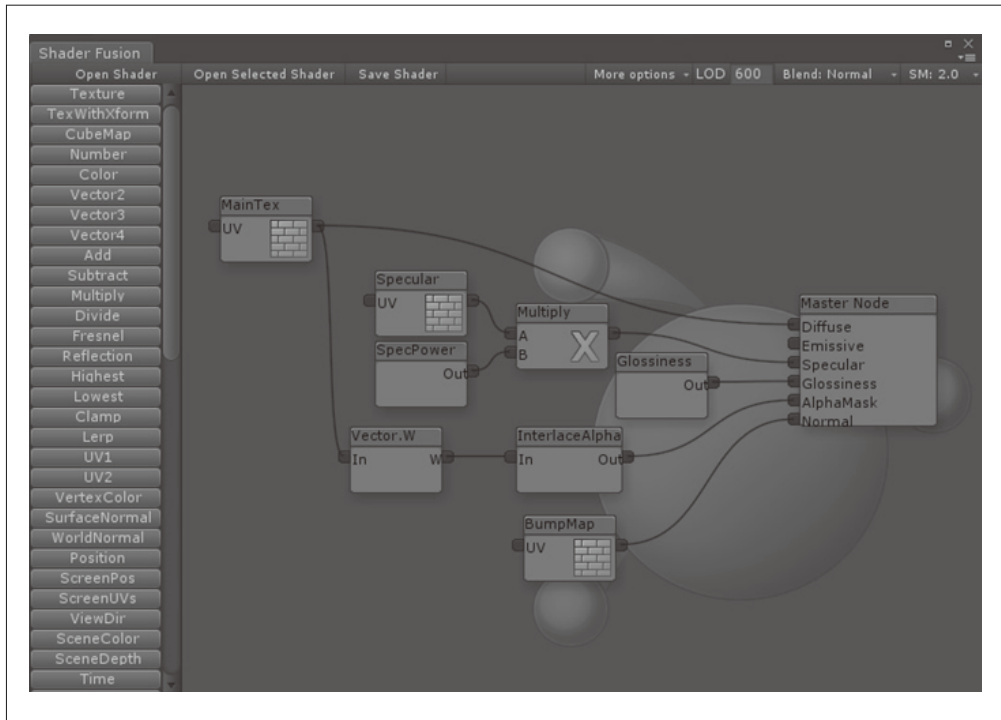 Shader Fusion
Open Shader
Open Selected Shader
Save Shader
More options
LOD 600
Blend: Normal
SM: 2.0
Texture
TexWithXform
CubeMap
Number
Color
Vector2
Vector3
Vector4
Add
Subtract
Multiply
Divide
Fresnel
Reflection
Highest
Lowest
Clamp
Lerp
UV1
UV2
VertexColor
SurfaceNormal
WorldNormal
Position
ScreenPos
ScreenUVs
ViewDir
SceneColor
SceneDepth
Time
MainTex
UV
Specular
UV
SpecPower
Out
Multiply
A
B
X
Glossiness
Out
Master Node
Diffuse
Emissive
Specular
Glossiness
AlphaMask
Normal
Vector.W
In W
InterlaceAlpha
In Out
BumpMap
UV